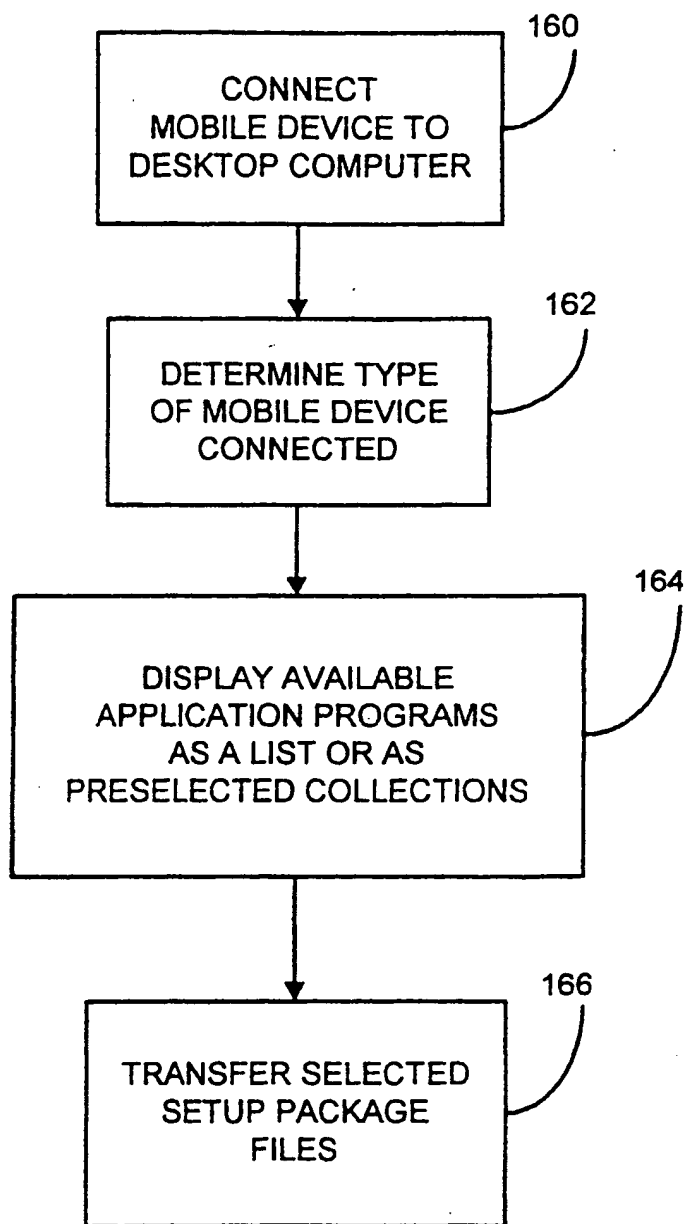 160
CONNECT
MOBILE DEVICE TO
DESKTOP COMPUTER
162
DETERMINE TYPE
OF MOBILE DEVICE
CONNECTED
164
DISPLAY AVAILABLE
APPLICATION PROGRAMS
AS A LIST OR AS
PRESELECTED COLLECTIONS
166
TRANSFER SELECTED
SETUP PACKAGE
FILES